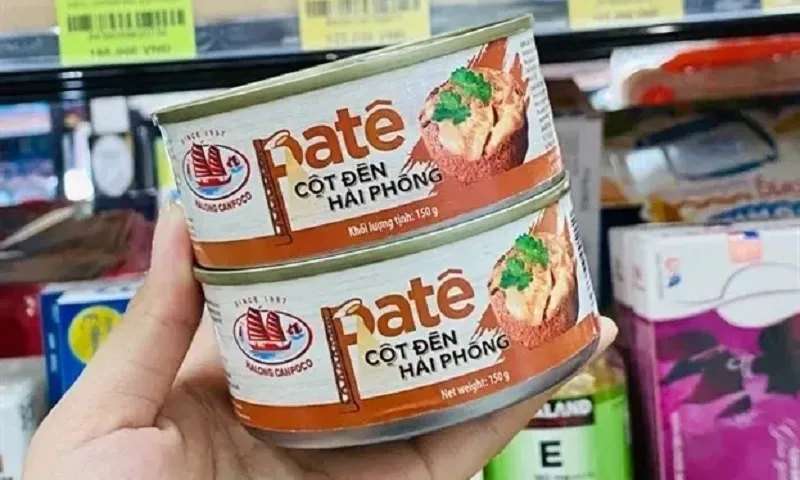 SINCE 1957
HALONG CANFOCO
Patê
CỘT ĐÈN
HẢI PHÒNG
Khối lượng tịnh: 150 g
SINCE 1957
HALONG CANFOCO
Patê
CỘT ĐÈN
HẢI PHÒNG
Net weight: 150 g
E